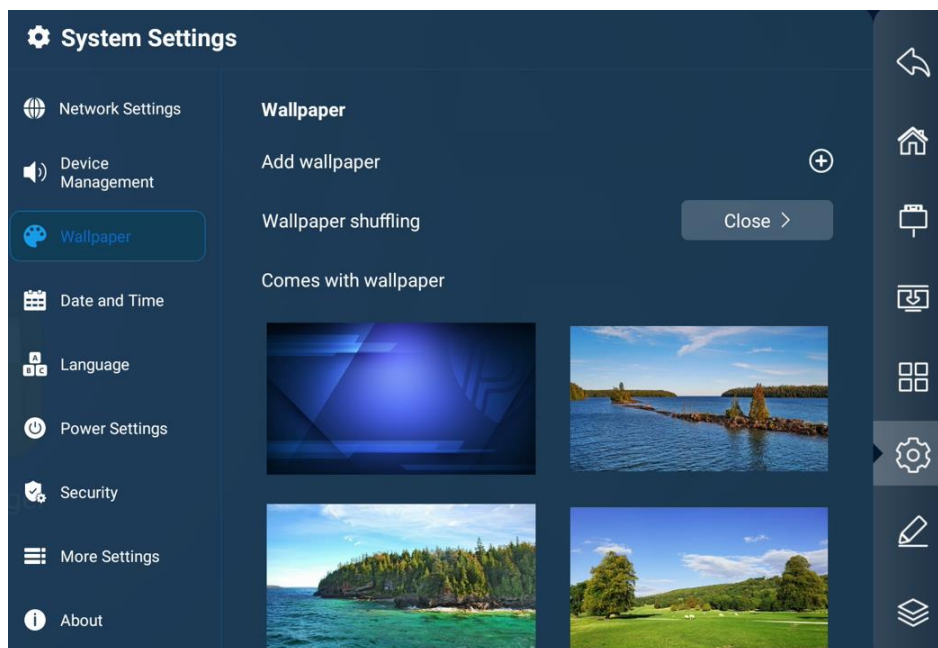 System Settings
Network Settings
Device
Management
Wallpaper
Date and Time
A
B C
Language
Power Settings
Security
More Settings
About
Wallpaper
Add wallpaper
Wallpaper shuffling
Close >
Comes with wallpaper